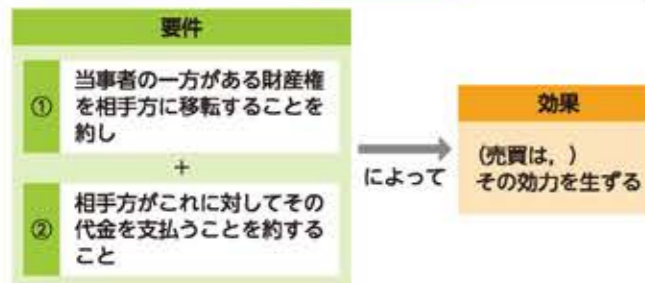 要件
①
当事者の一方がある財産権
を相手方に移転することを
約し
+
②
相手方がこれに対してその
代金を支払うことを約する
こと
によって
効果
(売買は, )
その効力を生ずる